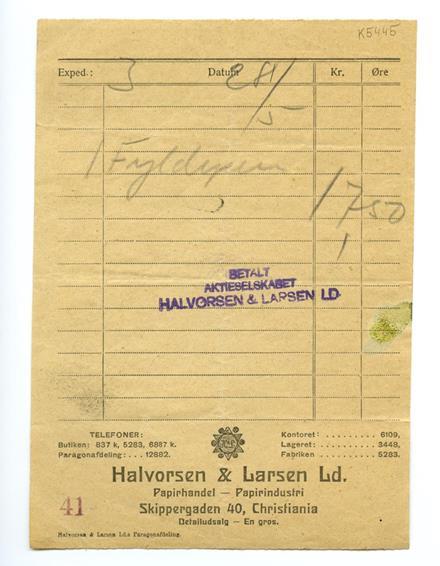 K5445
Exped.: 3 Datum 28/5 Kr. Øre
1 Fyldepen
17 50
BETALT
AKTIESELSKABET
HALVORSEN & LARSEN LD.
TELEFONER:
Butiken: 837 k, 5283, 6887 k.
Paragonafdeling: . . . 12882.
Kontoret: . . . . . . . . . 6109,
Lageret: . . . . . . . . . 3449,
Fabriken . . . . . . . . . 5283.
Halvorsen & Larsen Ld.
Papirhandel — Papirindustri
41 Skippergaden 40, Christiania
Detailudsalg — En gros.
Halvorsen & Larsen Ld.s Paragonafdeling.